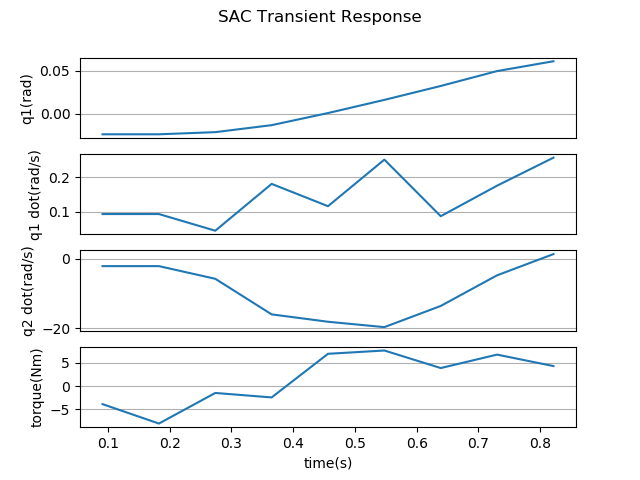 SAC Transient Response
q1(rad)
0.05
0.00
q1 dot(rad/s)
0.2
0.1
q2 dot(rad/s)
0
−20
torque(Nm)
5
0
−5
0.1 0.2 0.3 0.4 0.5 0.6 0.7 0.8
time(s)